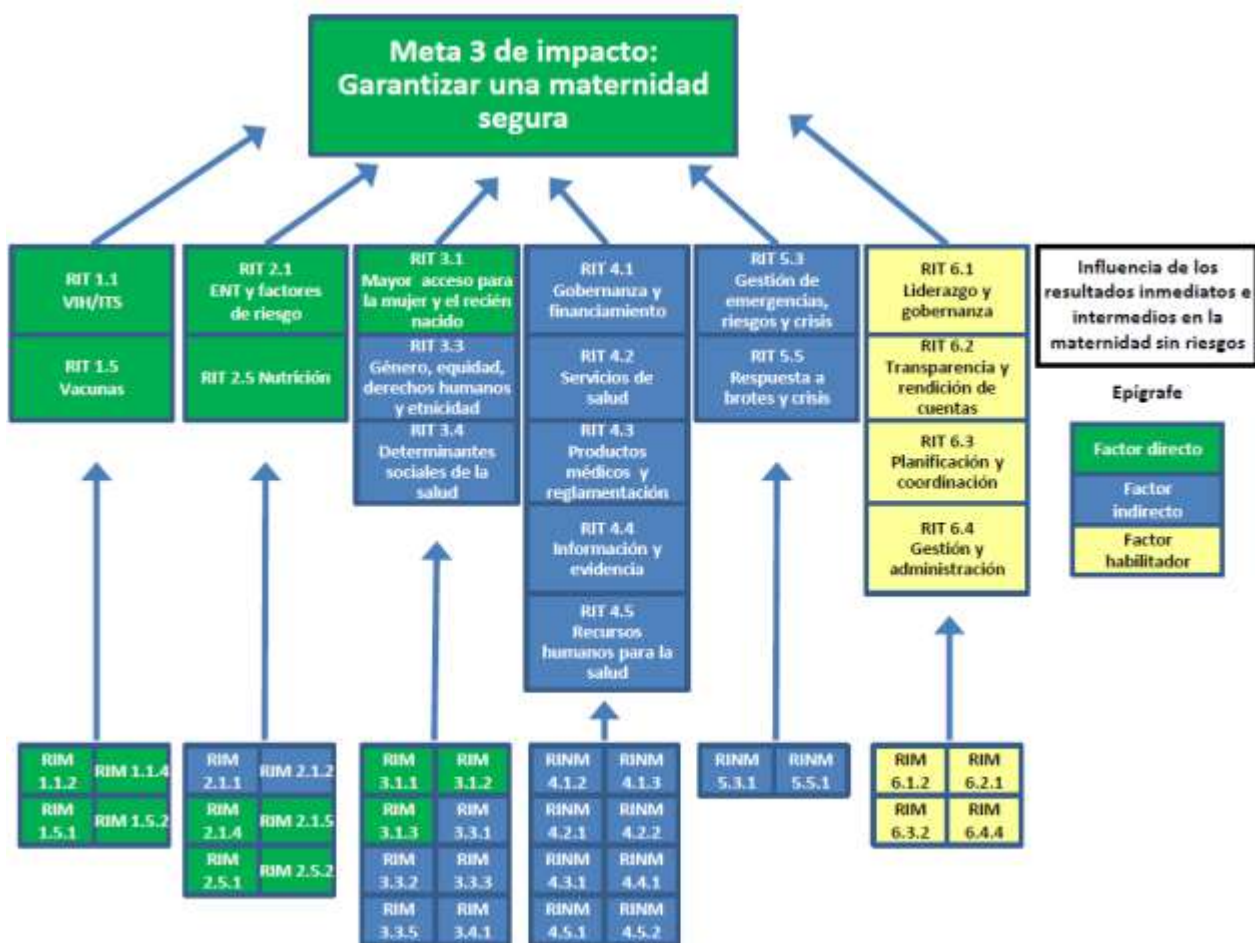 Meta 3 de impacto:
Garantizar una maternidad
segura
RIT 1.1
VIH/ITS
RIT 1.5
Vacunas
RIT 2.1
ENT y factores
de riesgo
RIT 2.5 Nutrición
RIT 3.1
Mayor acceso para
la mujer y el recién
nacido
RIT 3.3
Género, equidad,
derechos humanos
y etnicidad
RIT 3.4
Determinantes
sociales de la
salud
RIT 4.1
Gobernanza y
financiamiento
RIT 4.2
Servicios de
salud
RIT 4.3
Productos
médicos y
reglamentación
RIT 4.4
Información y
evidencia
RIT 4.5
Recursos
humanos para la
salud
RIT 5.3
Gestión de
emergencias,
riesgos y crisis
RIT 5.5
Respuesta a
brotes y crisis
RIT 6.1
Liderazgo y
gobernanza
RIT 6.2
Transparencia y
rendición de
cuentas
RIT 6.3
Planificación y
coordinación
RIT 6.4
Gestión y
administración
Influencia de los
resultados inmediatos e
intermedios en la
maternidad sin riesgos
Epígrafe
Factor directo
Factor
indirecto
Factor
habilitador
RIM
1.1.2
RIM 1.1.4
RIM
1.5.1
RIM 1.5.2
RIM
2.1.1
RIM 2.1.2
RIM
2.1.4
RIM 2.1.5
RIM
2.5.1
RIM 2.5.2
RIM
3.1.1
RIM
3.1.2
RIM
3.1.3
RIM
3.3.1
RIM
3.3.2
RIM
3.3.3
RIM
3.3.5
RIM
3.4.1
RINM
4.1.2
RINM
4.1.3
RINM
4.2.1
RINM
4.2.2
RINM
4.3.1
RINM
4.4.1
RINM
4.5.1
RINM
4.5.2
RINM
5.3.1
RINM
5.5.1
RIM
6.1.2
RIM
6.2.1
RIM
6.3.2
RIM
6.4.4